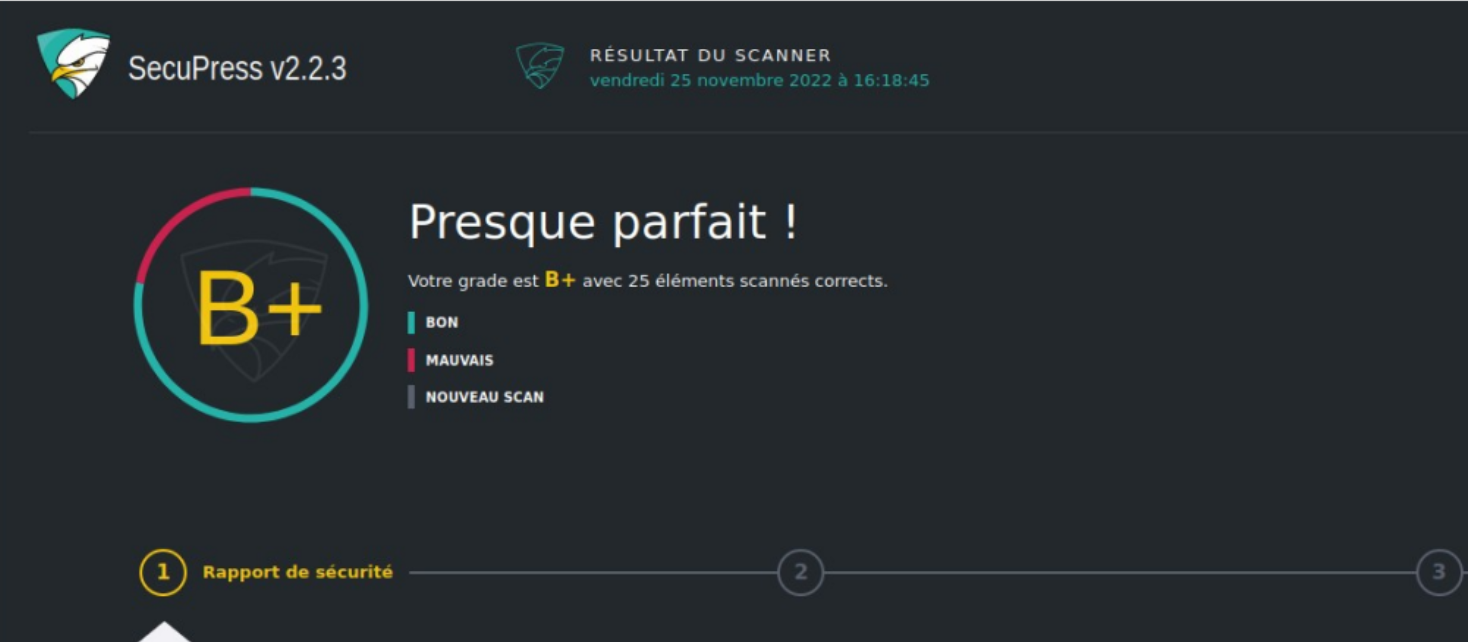 SecuPress v2.2.3
RÉSULTAT DU SCANNER
vendredi 25 novembre 2022 à 16:18:45
B+
Presque parfait !
Votre grade est B+ avec 25 éléments scannés corrects.
BON
MAUVAIS
NOUVEAU SCAN
1 Rapport de sécurité
2
3